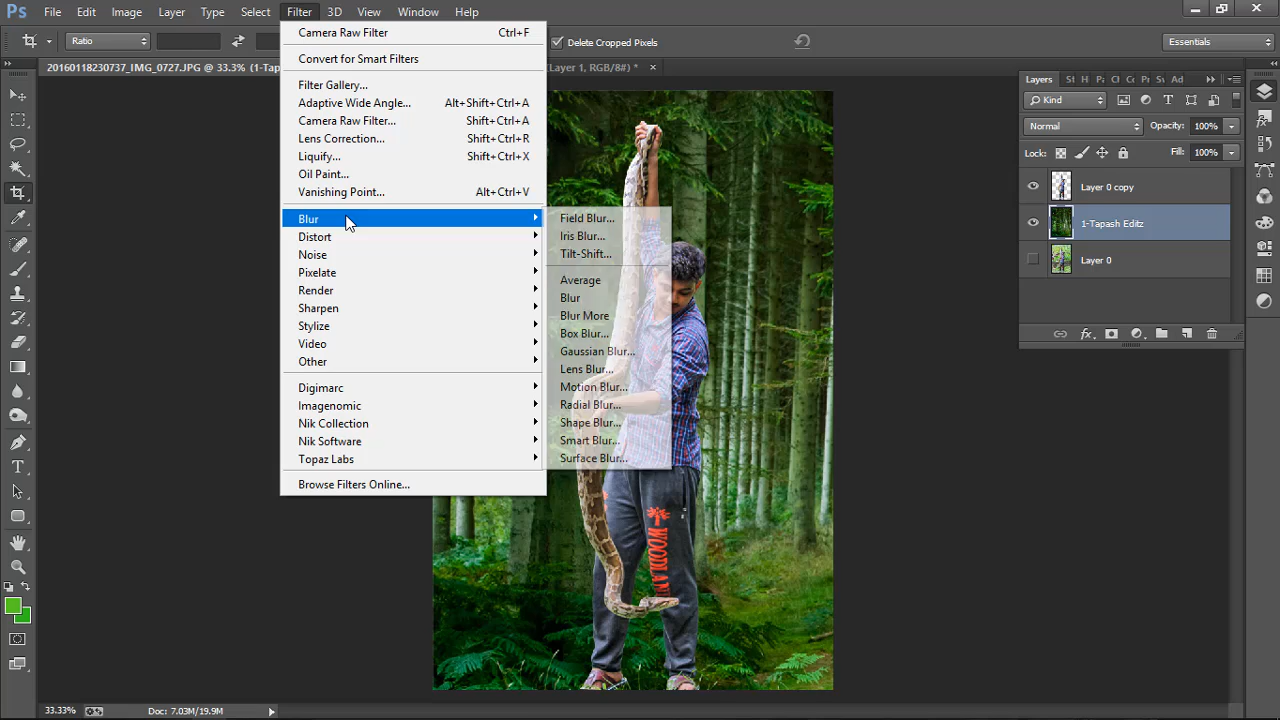 Ps File Edit Image Layer Type Select Filter 3D View Window Help
Ratio Delete Cropped Pixels Essentials
20160118230737_IMG_0727.JPG @ 33.3% (1-Tap (Layer 1, RGB/8#) * ×
Camera Raw Filter Ctrl+F
Convert for Smart Filters
Filter Gallery...
Adaptive Wide Angle... Alt+Shift+Ctrl+A
Camera Raw Filter... Shift+Ctrl+A
Lens Correction... Shift+Ctrl+R
Liquify... Shift+Ctrl+X
Oil Paint...
Vanishing Point... Alt+Ctrl+V
Blur
Distort
Noise
Pixelate
Render
Sharpen
Stylize
Video
Other
Digimarc
Imagenomic
Nik Collection
Nik Software
Topaz Labs
Browse Filters Online...
Field Blur...
Iris Blur...
Tilt-Shift...
Average
Blur
Blur More
Box Blur...
Gaussian Blur...
Lens Blur...
Motion Blur...
Radial Blur...
Shape Blur...
Smart Blur...
Surface Blur...
WOODLAN
Layers St H P Cl Cc Pr S Ad
Kind
Normal Opacity: 100%
Lock: Fill: 100%
Layer 0 copy
1-Tapash Editz
Layer 0
33.33% Doc: 7.03M/19.9M